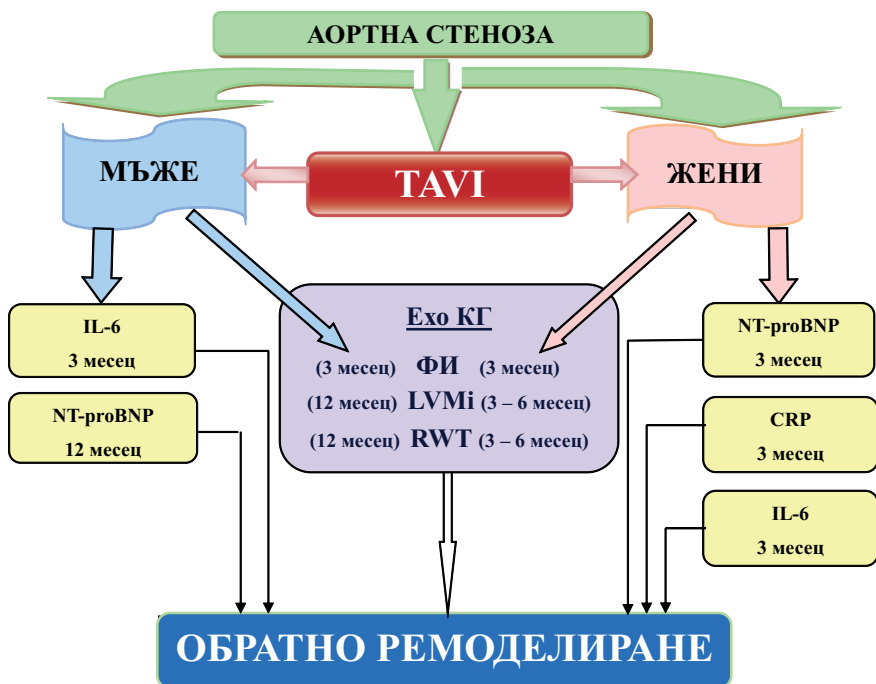 АОРТНА СТЕНОЗА
МЪЖЕ
TAVI
ЖЕНИ
IL-6
3 месец
NT-proBNP
12 месец
Ехо КГ
(3 месец) ФИ (3 месец)
(12 месец) LVMi (3 – 6 месец)
(12 месец) RWT (3 – 6 месец)
NT-proBNP
3 месец
CRP
3 месец
IL-6
3 месец
ОБРАТНО РЕМОДЕЛИРАНЕ